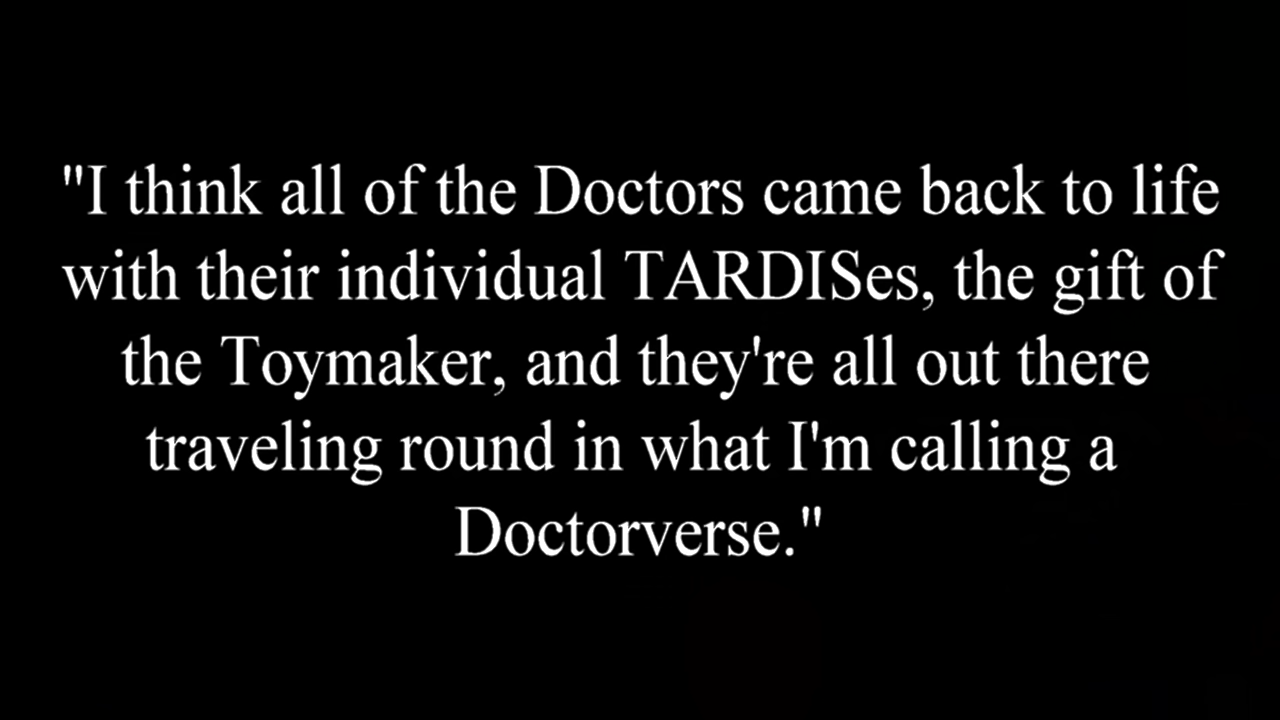 "I think all of the Doctors came back to life
with their individual TARDISes, the gift of
the Toymaker, and they're all out there
traveling round in what I'm calling a
Doctorverse."